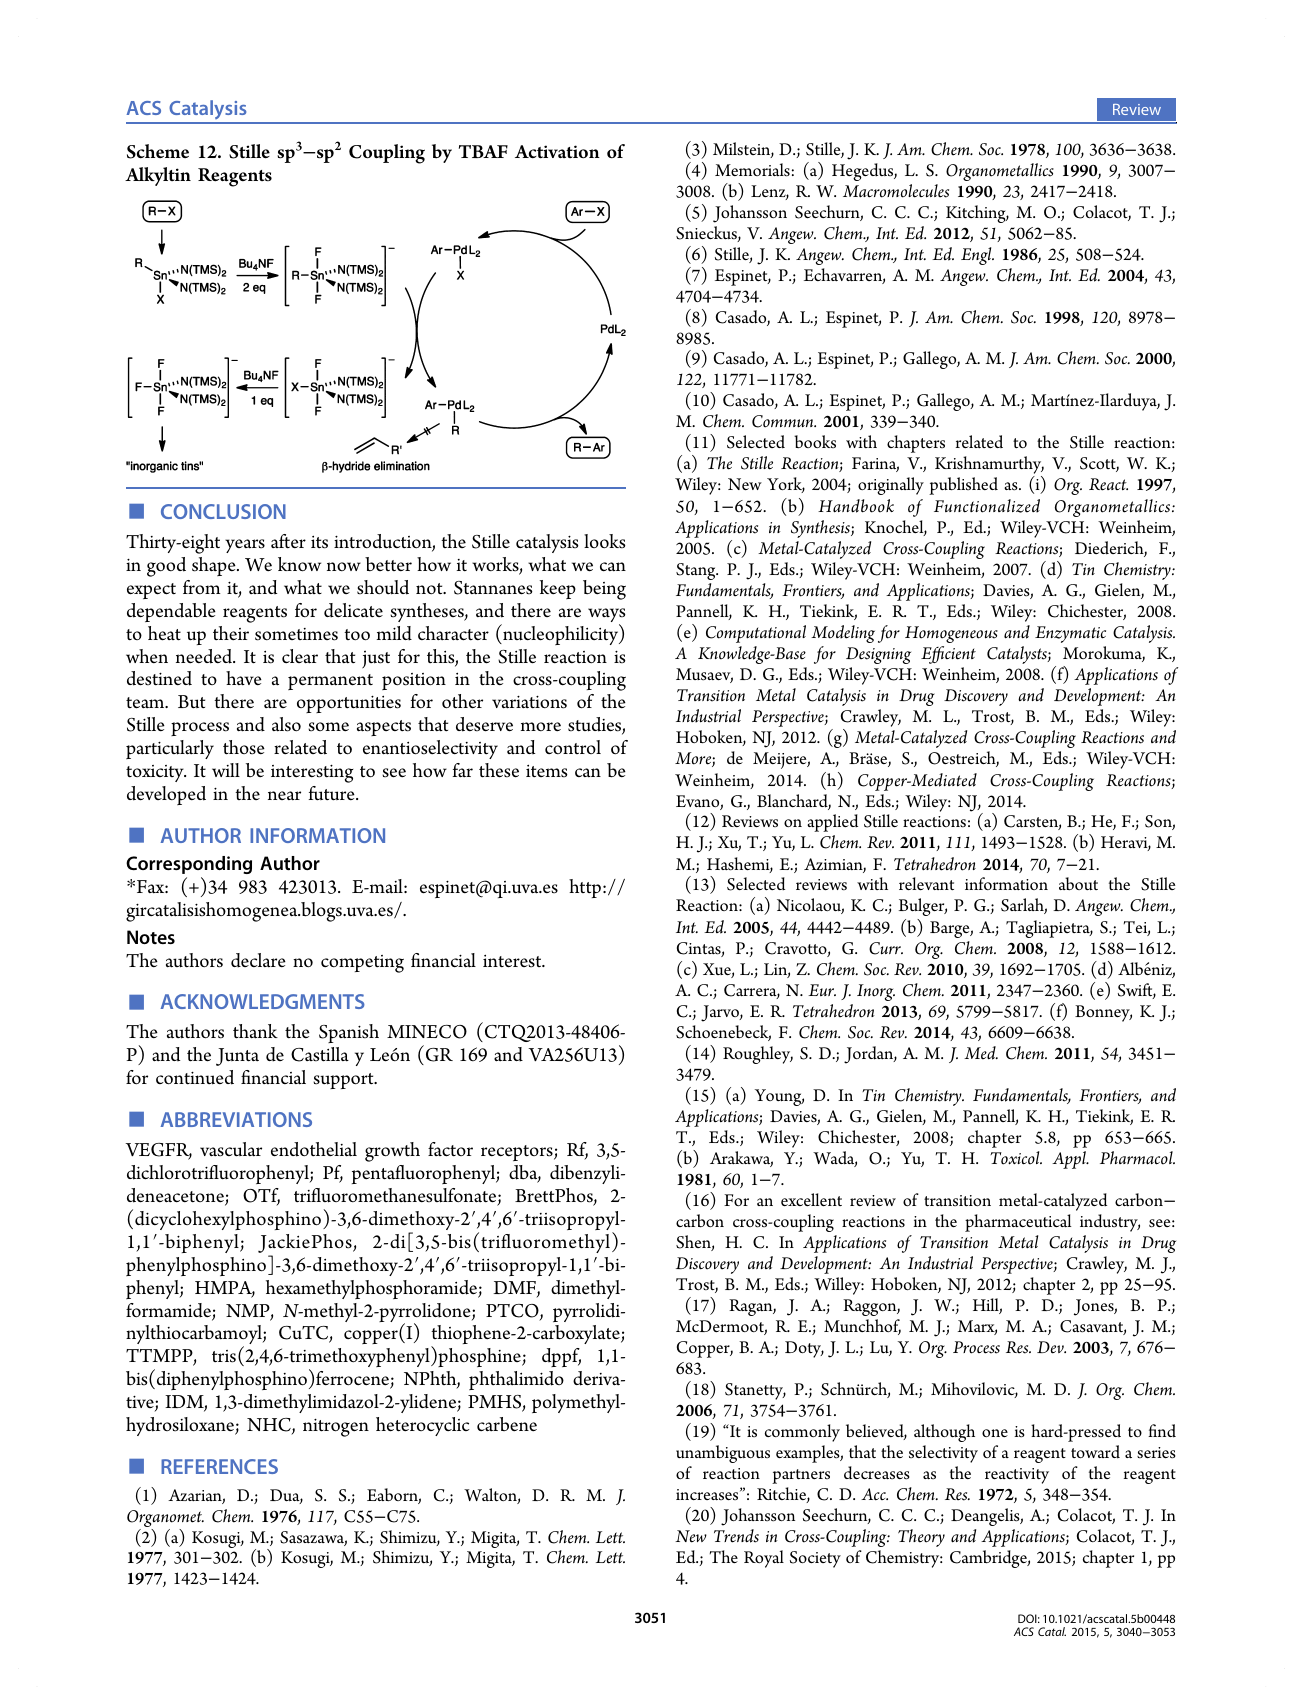 ACS Catalysis
Review
Scheme 12. Stille sp3−sp2 Coupling by TBAF Activation of
Alkyltin Reagents
R−X
Ar−X
R
Sn
N(TMS)2
N(TMS)2
X
Bu4NF
2 eq
F
R−Sn
N(TMS)2
N(TMS)2
F
−
Ar−PdL2
X
PdL2
F
F−Sn
N(TMS)2
N(TMS)2
F
−
Bu4NF
1 eq
F
X−Sn
N(TMS)2
N(TMS)2
F
−
Ar−PdL2
R
R−Ar
R'
"inorganic tins"
β-hydride elimination
■ CONCLUSION
Thirty-eight years after its introduction, the Stille catalysis looks
in good shape. We know now better how it works, what we can
expect from it, and what we should not. Stannanes keep being
dependable reagents for delicate syntheses, and there are ways
to heat up their sometimes too mild character (nucleophilicity)
when needed. It is clear that just for this, the Stille reaction is
destined to have a permanent position in the cross-coupling
team. But there are opportunities for other variations of the
Stille process and also some aspects that deserve more studies,
particularly those related to enantioselectivity and control of
toxicity. It will be interesting to see how far these items can be
developed in the near future.
■ AUTHOR INFORMATION
Corresponding Author
*Fax: (+)34 983 423013. E-mail: espinet@qi.uva.es http://
gircatalisishomogenea.blogs.uva.es/.
Notes
The authors declare no competing financial interest.
■ ACKNOWLEDGMENTS
The authors thank the Spanish MINECO (CTQ2013-48406-
P) and the Junta de Castilla y León (GR 169 and VA256U13)
for continued financial support.
■ ABBREVIATIONS
VEGFR, vascular endothelial growth factor receptors; Rf, 3,5-
dichlorotrifluorophenyl; Pf, pentafluorophenyl; dba, dibenzyli-
deneacetone; OTf, trifluoromethanesulfonate; BrettPhos, 2-
(dicyclohexylphosphino)-3,6-dimethoxy-2′,4′,6′-triisopropyl-
1,1′-biphenyl; JackiePhos, 2-di[3,5-bis(trifluoromethyl)-
phenylphosphino]-3,6-dimethoxy-2′,4′,6′-triisopropyl-1,1′-bi-
phenyl; HMPA, hexamethylphosphoramide; DMF, dimethyl-
formamide; NMP, N-methyl-2-pyrrolidone; PTCO, pyrrolidi-
nylthiocarbamoyl; CuTC, copper(I) thiophene-2-carboxylate;
TTMPP, tris(2,4,6-trimethoxyphenyl)phosphine; dppf, 1,1-
bis(diphenylphosphino)ferrocene; NPhth, phthalimido deriva-
tive; IDM, 1,3-dimethylimidazol-2-ylidene; PMHS, polymethyl-
hydrosiloxane; NHC, nitrogen heterocyclic carbene
■ REFERENCES
(1) Azarian, D.; Dua, S. S.; Eaborn, C.; Walton, D. R. M. J.
Organomet. Chem. 1976, 117, C55−C75.
(2) (a) Kosugi, M.; Sasazawa, K.; Shimizu, Y.; Migita, T. Chem. Lett.
1977, 301−302. (b) Kosugi, M.; Shimizu, Y.; Migita, T. Chem. Lett.
1977, 1423−1424.
(3) Milstein, D.; Stille, J. K. J. Am. Chem. Soc. 1978, 100, 3636−3638.
(4) Memorials: (a) Hegedus, L. S. Organometallics 1990, 9, 3007−
3008. (b) Lenz, R. W. Macromolecules 1990, 23, 2417−2418.
(5) Johansson Seechurn, C. C. C.; Kitching, M. O.; Colacot, T. J.;
Snieckus, V. Angew. Chem., Int. Ed. 2012, 51, 5062−85.
(6) Stille, J. K. Angew. Chem., Int. Ed. Engl. 1986, 25, 508−524.
(7) Espinet, P.; Echavarren, A. M. Angew. Chem., Int. Ed. 2004, 43,
4704−4734.
(8) Casado, A. L.; Espinet, P. J. Am. Chem. Soc. 1998, 120, 8978−
8985.
(9) Casado, A. L.; Espinet, P.; Gallego, A. M. J. Am. Chem. Soc. 2000,
122, 11771−11782.
(10) Casado, A. L.; Espinet, P.; Gallego, A. M.; Martínez-Ilarduya, J.
M. Chem. Commun. 2001, 339−340.
(11) Selected books with chapters related to the Stille reaction:
(a) The Stille Reaction; Farina, V., Krishnamurthy, V., Scott, W. K.;
Wiley: New York, 2004; originally published as. (i) Org. React. 1997,
50, 1−652. (b) Handbook of Functionalized Organometallics:
Applications in Synthesis; Knochel, P., Ed.; Wiley-VCH: Weinheim,
2005. (c) Metal-Catalyzed Cross-Coupling Reactions; Diederich, F.,
Stang. P. J., Eds.; Wiley-VCH: Weinheim, 2007. (d) Tin Chemistry:
Fundamentals, Frontiers, and Applications; Davies, A. G., Gielen, M.,
Pannell, K. H., Tiekink, E. R. T., Eds.; Wiley: Chichester, 2008.
(e) Computational Modeling for Homogeneous and Enzymatic Catalysis.
A Knowledge-Base for Designing Efficient Catalysts; Morokuma, K.,
Musaev, D. G., Eds.; Wiley-VCH: Weinheim, 2008. (f) Applications of
Transition Metal Catalysis in Drug Discovery and Development: An
Industrial Perspective; Crawley, M. L., Trost, B. M., Eds.; Wiley:
Hoboken, NJ, 2012. (g) Metal-Catalyzed Cross-Coupling Reactions and
More; de Meijere, A., Bräse, S., Oestreich, M., Eds.; Wiley-VCH:
Weinheim, 2014. (h) Copper-Mediated Cross-Coupling Reactions;
Evano, G., Blanchard, N., Eds.; Wiley: NJ, 2014.
(12) Reviews on applied Stille reactions: (a) Carsten, B.; He, F.; Son,
H. J.; Xu, T.; Yu, L. Chem. Rev. 2011, 111, 1493−1528. (b) Heravi, M.
M.; Hashemi, E.; Azimian, F. Tetrahedron 2014, 70, 7−21.
(13) Selected reviews with relevant information about the Stille
Reaction: (a) Nicolaou, K. C.; Bulger, P. G.; Sarlah, D. Angew. Chem.,
Int. Ed. 2005, 44, 4442−4489. (b) Barge, A.; Tagliapietra, S.; Tei, L.;
Cintas, P.; Cravotto, G. Curr. Org. Chem. 2008, 12, 1588−1612.
(c) Xue, L.; Lin, Z. Chem. Soc. Rev. 2010, 39, 1692−1705. (d) Albéniz,
A. C.; Carrera, N. Eur. J. Inorg. Chem. 2011, 2347−2360. (e) Swift, E.
C.; Jarvo, E. R. Tetrahedron 2013, 69, 5799−5817. (f) Bonney, K. J.;
Schoenebeck, F. Chem. Soc. Rev. 2014, 43, 6609−6638.
(14) Roughley, S. D.; Jordan, A. M. J. Med. Chem. 2011, 54, 3451−
3479.
(15) (a) Young, D. In Tin Chemistry. Fundamentals, Frontiers, and
Applications; Davies, A. G., Gielen, M., Pannell, K. H., Tiekink, E. R.
T., Eds.; Wiley: Chichester, 2008; chapter 5.8, pp 653−665.
(b) Arakawa, Y.; Wada, O.; Yu, T. H. Toxicol. Appl. Pharmacol.
1981, 60, 1−7.
(16) For an excellent review of transition metal-catalyzed carbon−
carbon cross-coupling reactions in the pharmaceutical industry, see:
Shen, H. C. In Applications of Transition Metal Catalysis in Drug
Discovery and Development: An Industrial Perspective; Crawley, M. J.,
Trost, B. M., Eds.; Willey: Hoboken, NJ, 2012; chapter 2, pp 25−95.
(17) Ragan, J. A.; Raggon, J. W.; Hill, P. D.; Jones, B. P.;
McDermoot, R. E.; Munchhof, M. J.; Marx, M. A.; Casavant, J. M.;
Copper, B. A.; Doty, J. L.; Lu, Y. Org. Process Res. Dev. 2003, 7, 676−
683.
(18) Stanetty, P.; Schnürch, M.; Mihovilovic, M. D. J. Org. Chem.
2006, 71, 3754−3761.
(19) “It is commonly believed, although one is hard-pressed to find
unambiguous examples, that the selectivity of a reagent toward a series
of reaction partners decreases as the reactivity of the reagent
increases”: Ritchie, C. D. Acc. Chem. Res. 1972, 5, 348−354.
(20) Johansson Seechurn, C. C. C.; Deangelis, A.; Colacot, T. J. In
New Trends in Cross-Coupling: Theory and Applications; Colacot, T. J.,
Ed.; The Royal Society of Chemistry: Cambridge, 2015; chapter 1, pp
4.
3051
DOI: 10.1021/acscatal.5b00448
ACS Catal. 2015, 5, 3040−3053